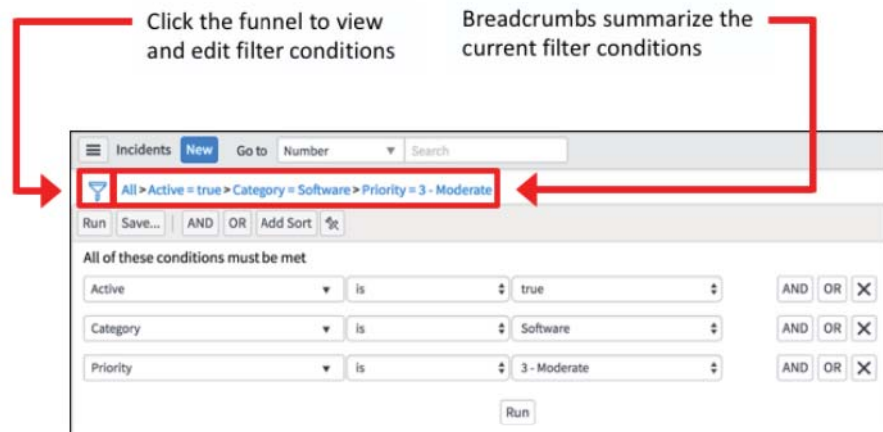 Click the funnel to view
and edit filter conditions
Breadcrumbs summarize the
current filter conditions
Incidents New Go to Number Search
All > Active = true > Category = Software > Priority = 3 - Moderate
Run Save... AND OR Add Sort
All of these conditions must be met
Active is true AND OR X
Category is Software AND OR X
Priority is 3 - Moderate AND OR X
Run